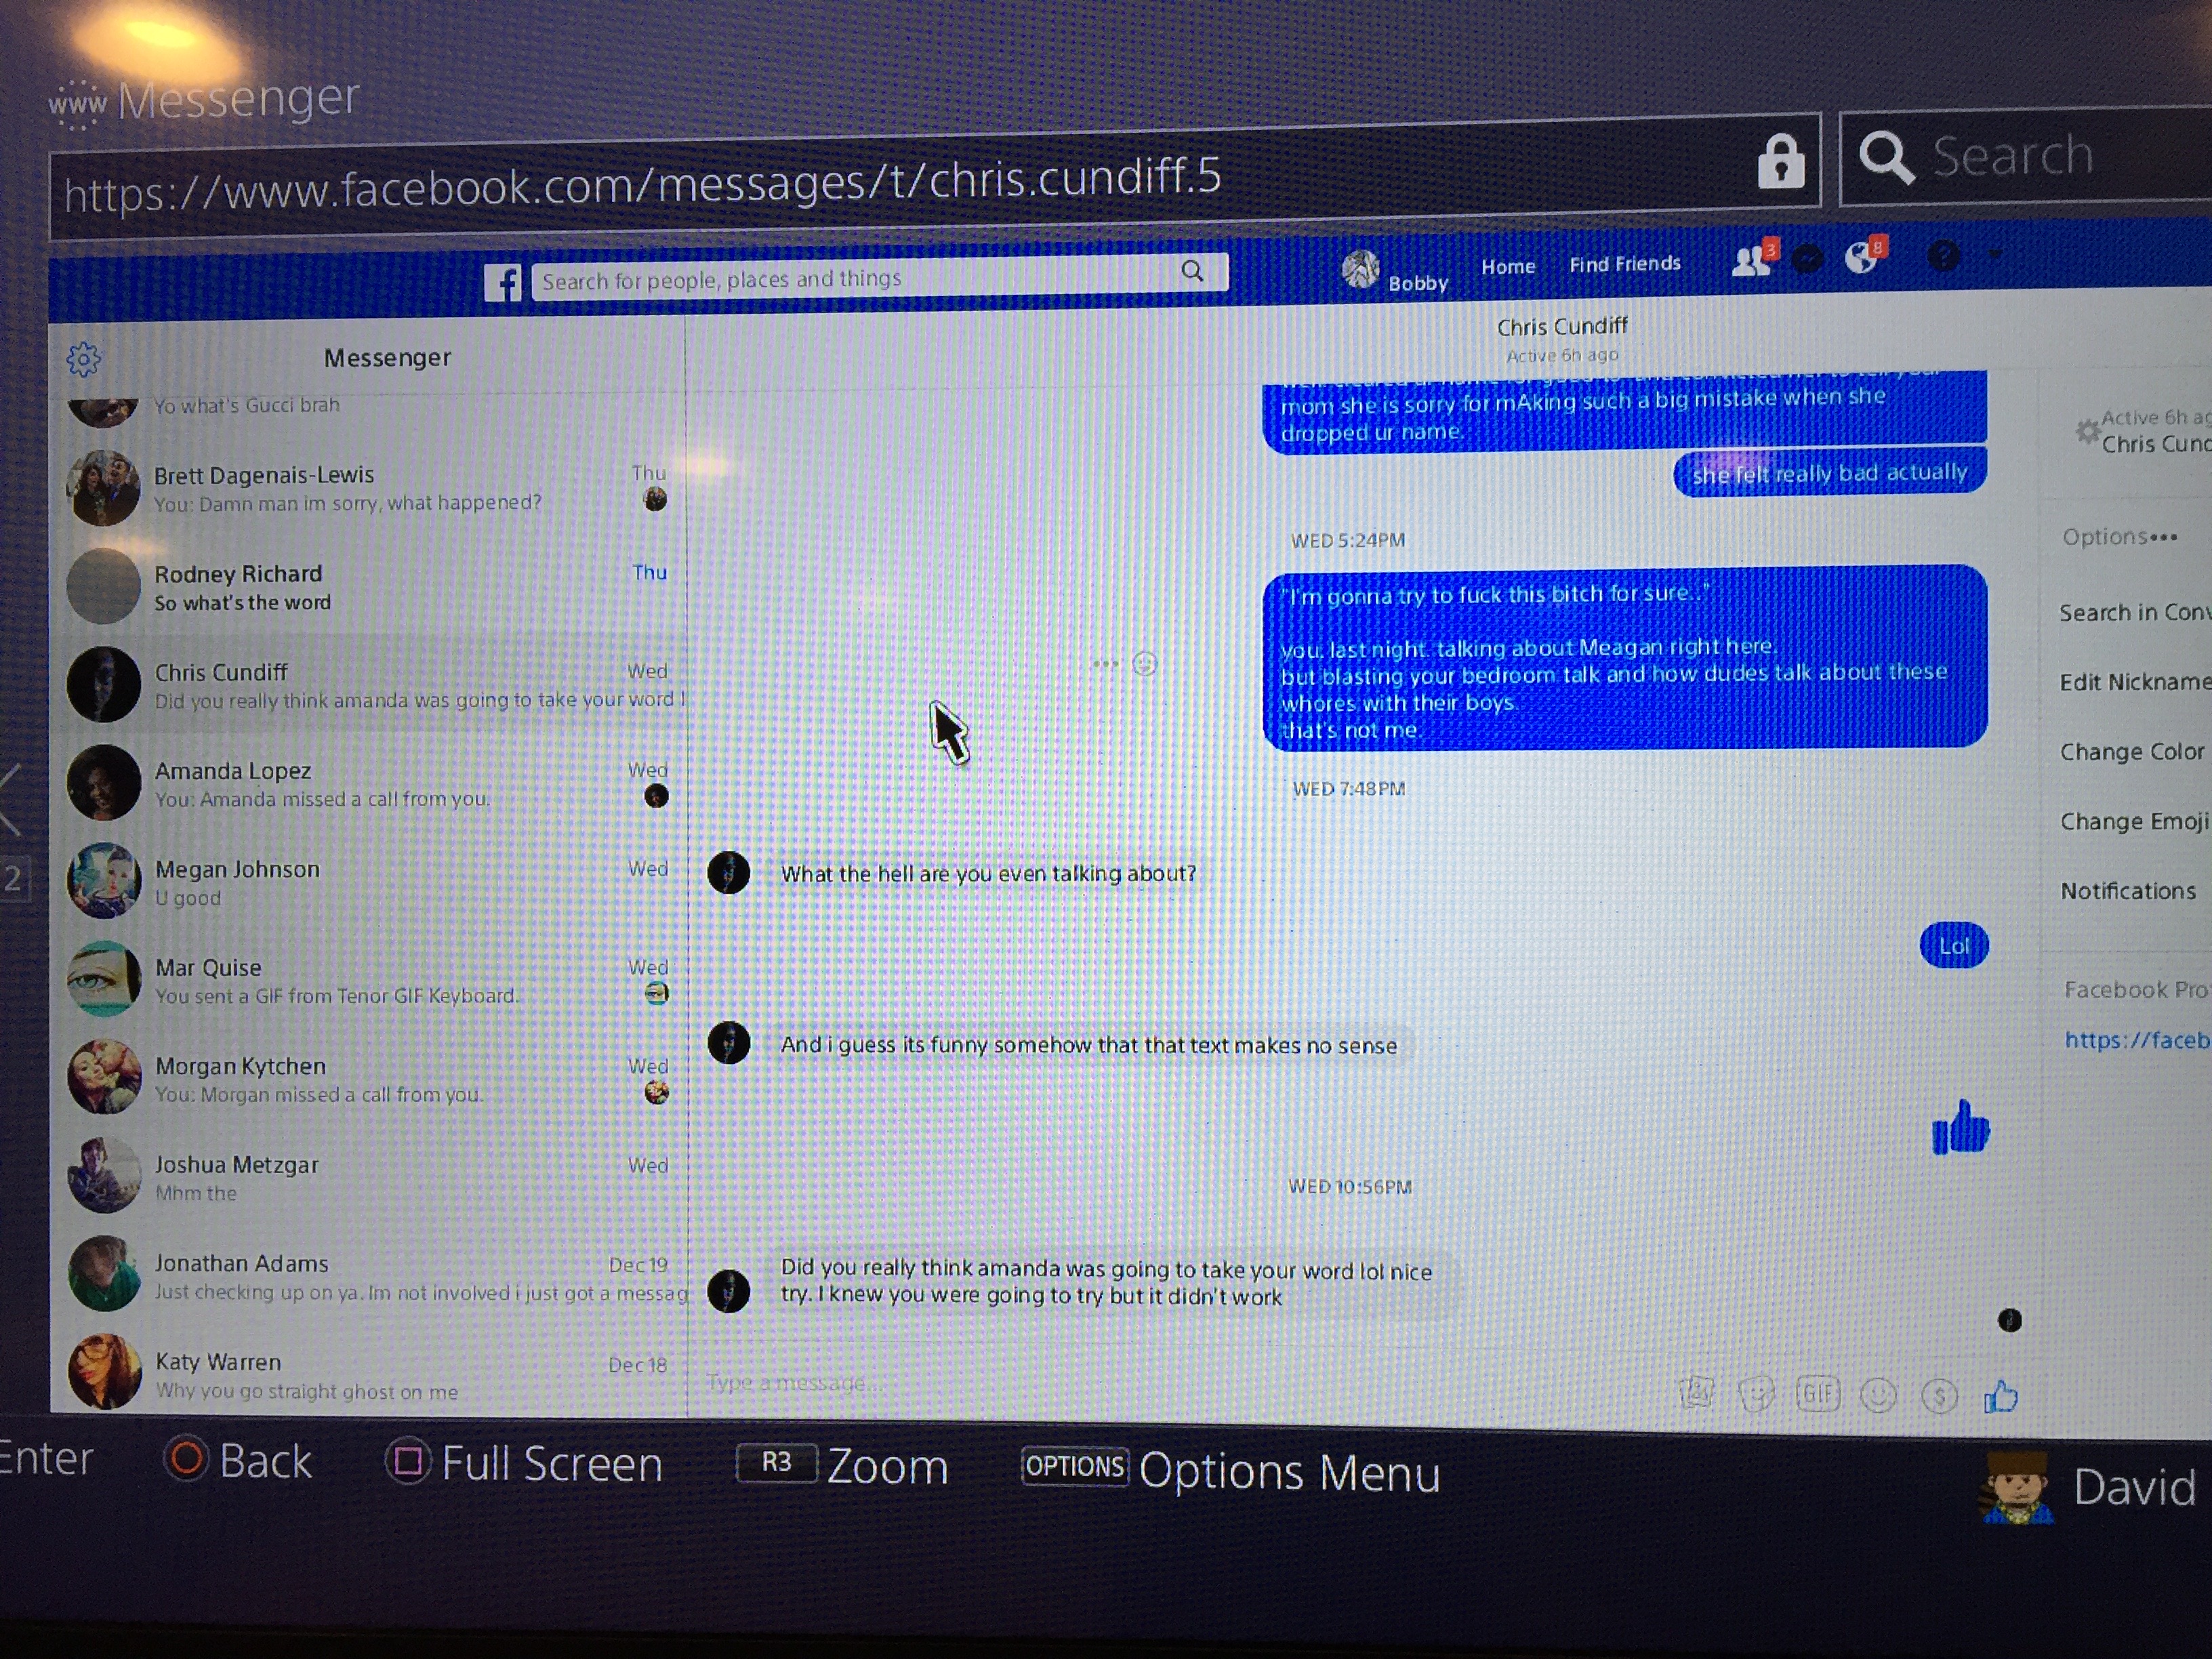 www Messenger
https://www.facebook.com/messages/t/chris.cundiff.5
Search
f
Search for people, places and things
Bobby
Home
Find Friends
3
8
?
Messenger
Yo what's Gucci brah
Brett Dagenais-Lewis
Thu
You: Damn man im sorry, what happened?
Rodney Richard
Thu
So what's the word
Chris Cundiff
Wed
Did you really think amanda was going to take your word l
Amanda Lopez
Wed
You: Amanda missed a call from you.
Megan Johnson
Wed
U good
Mar Quise
Wed
You sent a GIF from Tenor GIF Keyboard.
Morgan Kytchen
Wed
You: Morgan missed a call from you.
Joshua Metzgar
Wed
Mhm the
Jonathan Adams
Dec 19
Just checking up on ya. Im not involved i just got a messag
Katy Warren
Dec 18
Why you go straight ghost on me
2
Chris Cundiff
Active 6h ago
mom she is sorry for mAking such a big mistake when she
dropped ur name.
she felt really bad actually
WED 5:24PM
"I'm gonna try to fuck this bitch for sure.."
you. last night. talking about Meagan right here.
but blasting your bedroom talk and how dudes talk about these
whores with their boys.
that's not me.
WED 7:48PM
What the hell are you even talking about?
Lol
And i guess its funny somehow that that text makes no sense
WED 10:56PM
Did you really think amanda was going to take your word lol nice
try. I knew you were going to try but it didn't work
Type a message...
GIF
$
Active 6h ag
Chris Cund
Options
Search in Conv
Edit Nickname
Change Color
Change Emoji
Notifications
Facebook Pro
https://faceb
Enter
Back
Full Screen
R3 Zoom
OPTIONS Options Menu
David